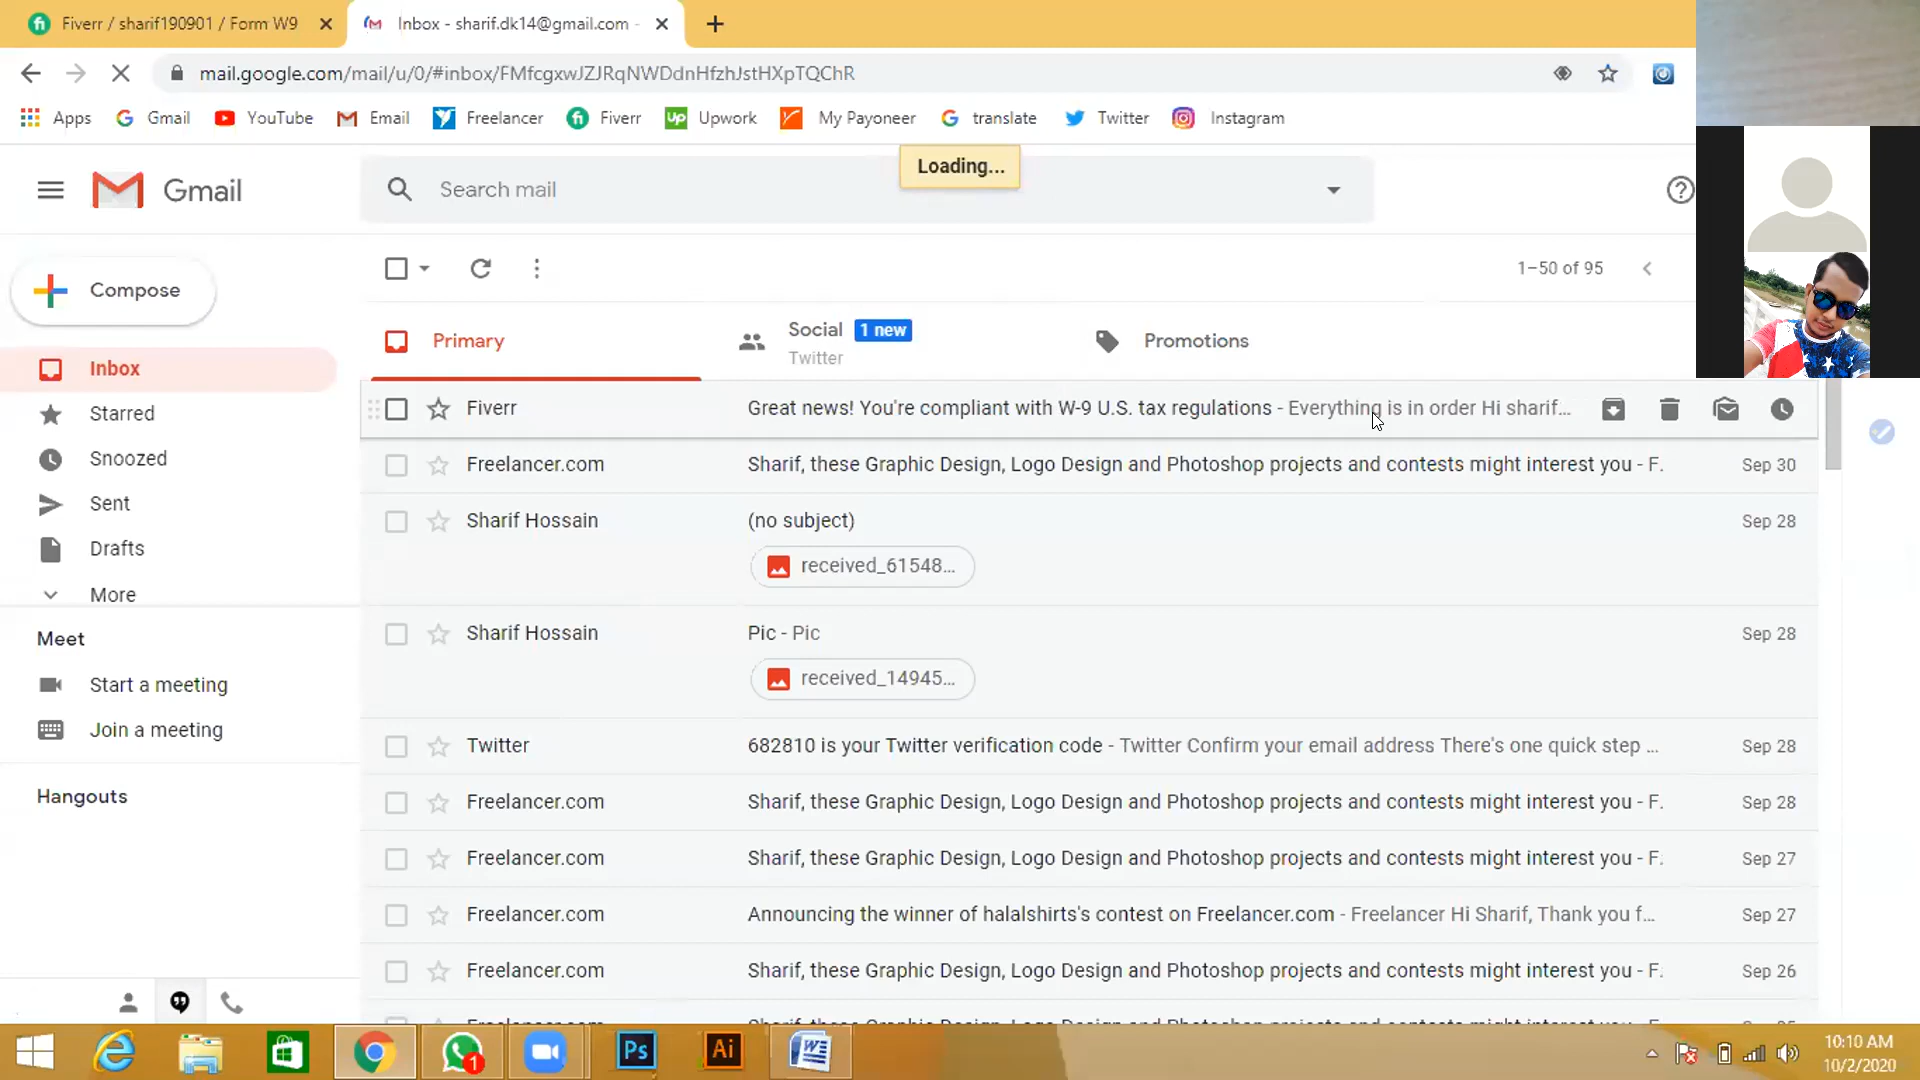 Fiverr / sharif190901 / Form W9
Inbox - sharif.dk14@gmail.com -
mail.google.com/mail/u/0/#inbox/FMfcgxwJZJRqNWDdnHfzhJstHXpTQChR
Apps Gmail YouTube Email Freelancer Fiverr Upwork My Payoneer translate Twitter Instagram
Loading...
Gmail
Search mail
Compose
1–50 of 95
Primary
Social 1 new
Twitter
Promotions
Inbox
Starred
Snoozed
Sent
Drafts
More
Meet
Start a meeting
Join a meeting
Hangouts
Fiverr Great news! You're compliant with W-9 U.S. tax regulations - Everything is in order Hi sharif...
Freelancer.com Sharif, these Graphic Design, Logo Design and Photoshop projects and contests might interest you - F. Sep 30
Sharif Hossain (no subject) Sep 28
received_61548...
Sharif Hossain Pic - Pic Sep 28
received_14945...
Twitter 682810 is your Twitter verification code - Twitter Confirm your email address There's one quick step ... Sep 28
Freelancer.com Sharif, these Graphic Design, Logo Design and Photoshop projects and contests might interest you - F. Sep 28
Freelancer.com Sharif, these Graphic Design, Logo Design and Photoshop projects and contests might interest you - F. Sep 27
Freelancer.com Announcing the winner of halalshirts's contest on Freelancer.com - Freelancer Hi Sharif, Thank you f... Sep 27
Freelancer.com Sharif, these Graphic Design, Logo Design and Photoshop projects and contests might interest you - F. Sep 26
1
Ps
Ai
W
10:10 AM
10/2/2020